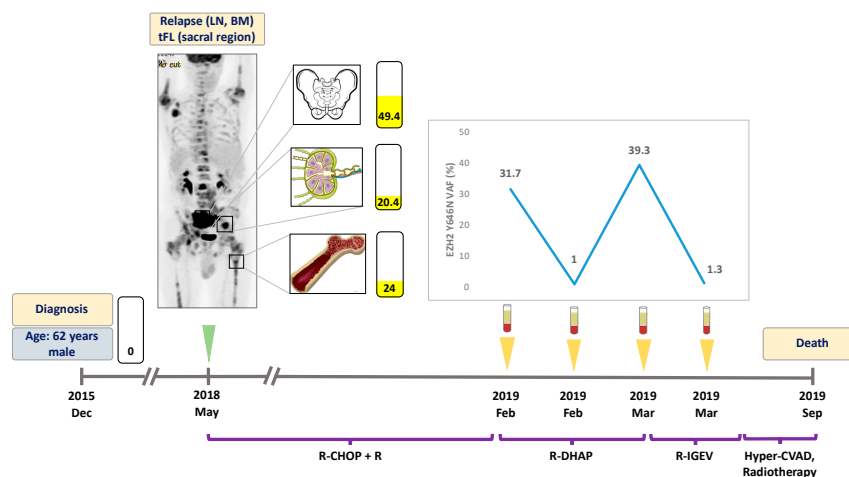 Relapse (LN, BM)
tFL (sacral region)
No cut
49.4
20.4
24
EZH2 Y646N VAF (%)
50
40
30
20
10
0
31.7
1
39.3
1.3
Diagnosis
Age: 62 years
male
0
Death
2015
Dec
2018
May
2019
Feb
2019
Feb
2019
Mar
2019
Mar
2019
Sep
R-CHOP + R
R-DHAP
R-IGEV
Hyper-CVAD,
Radiotherapy